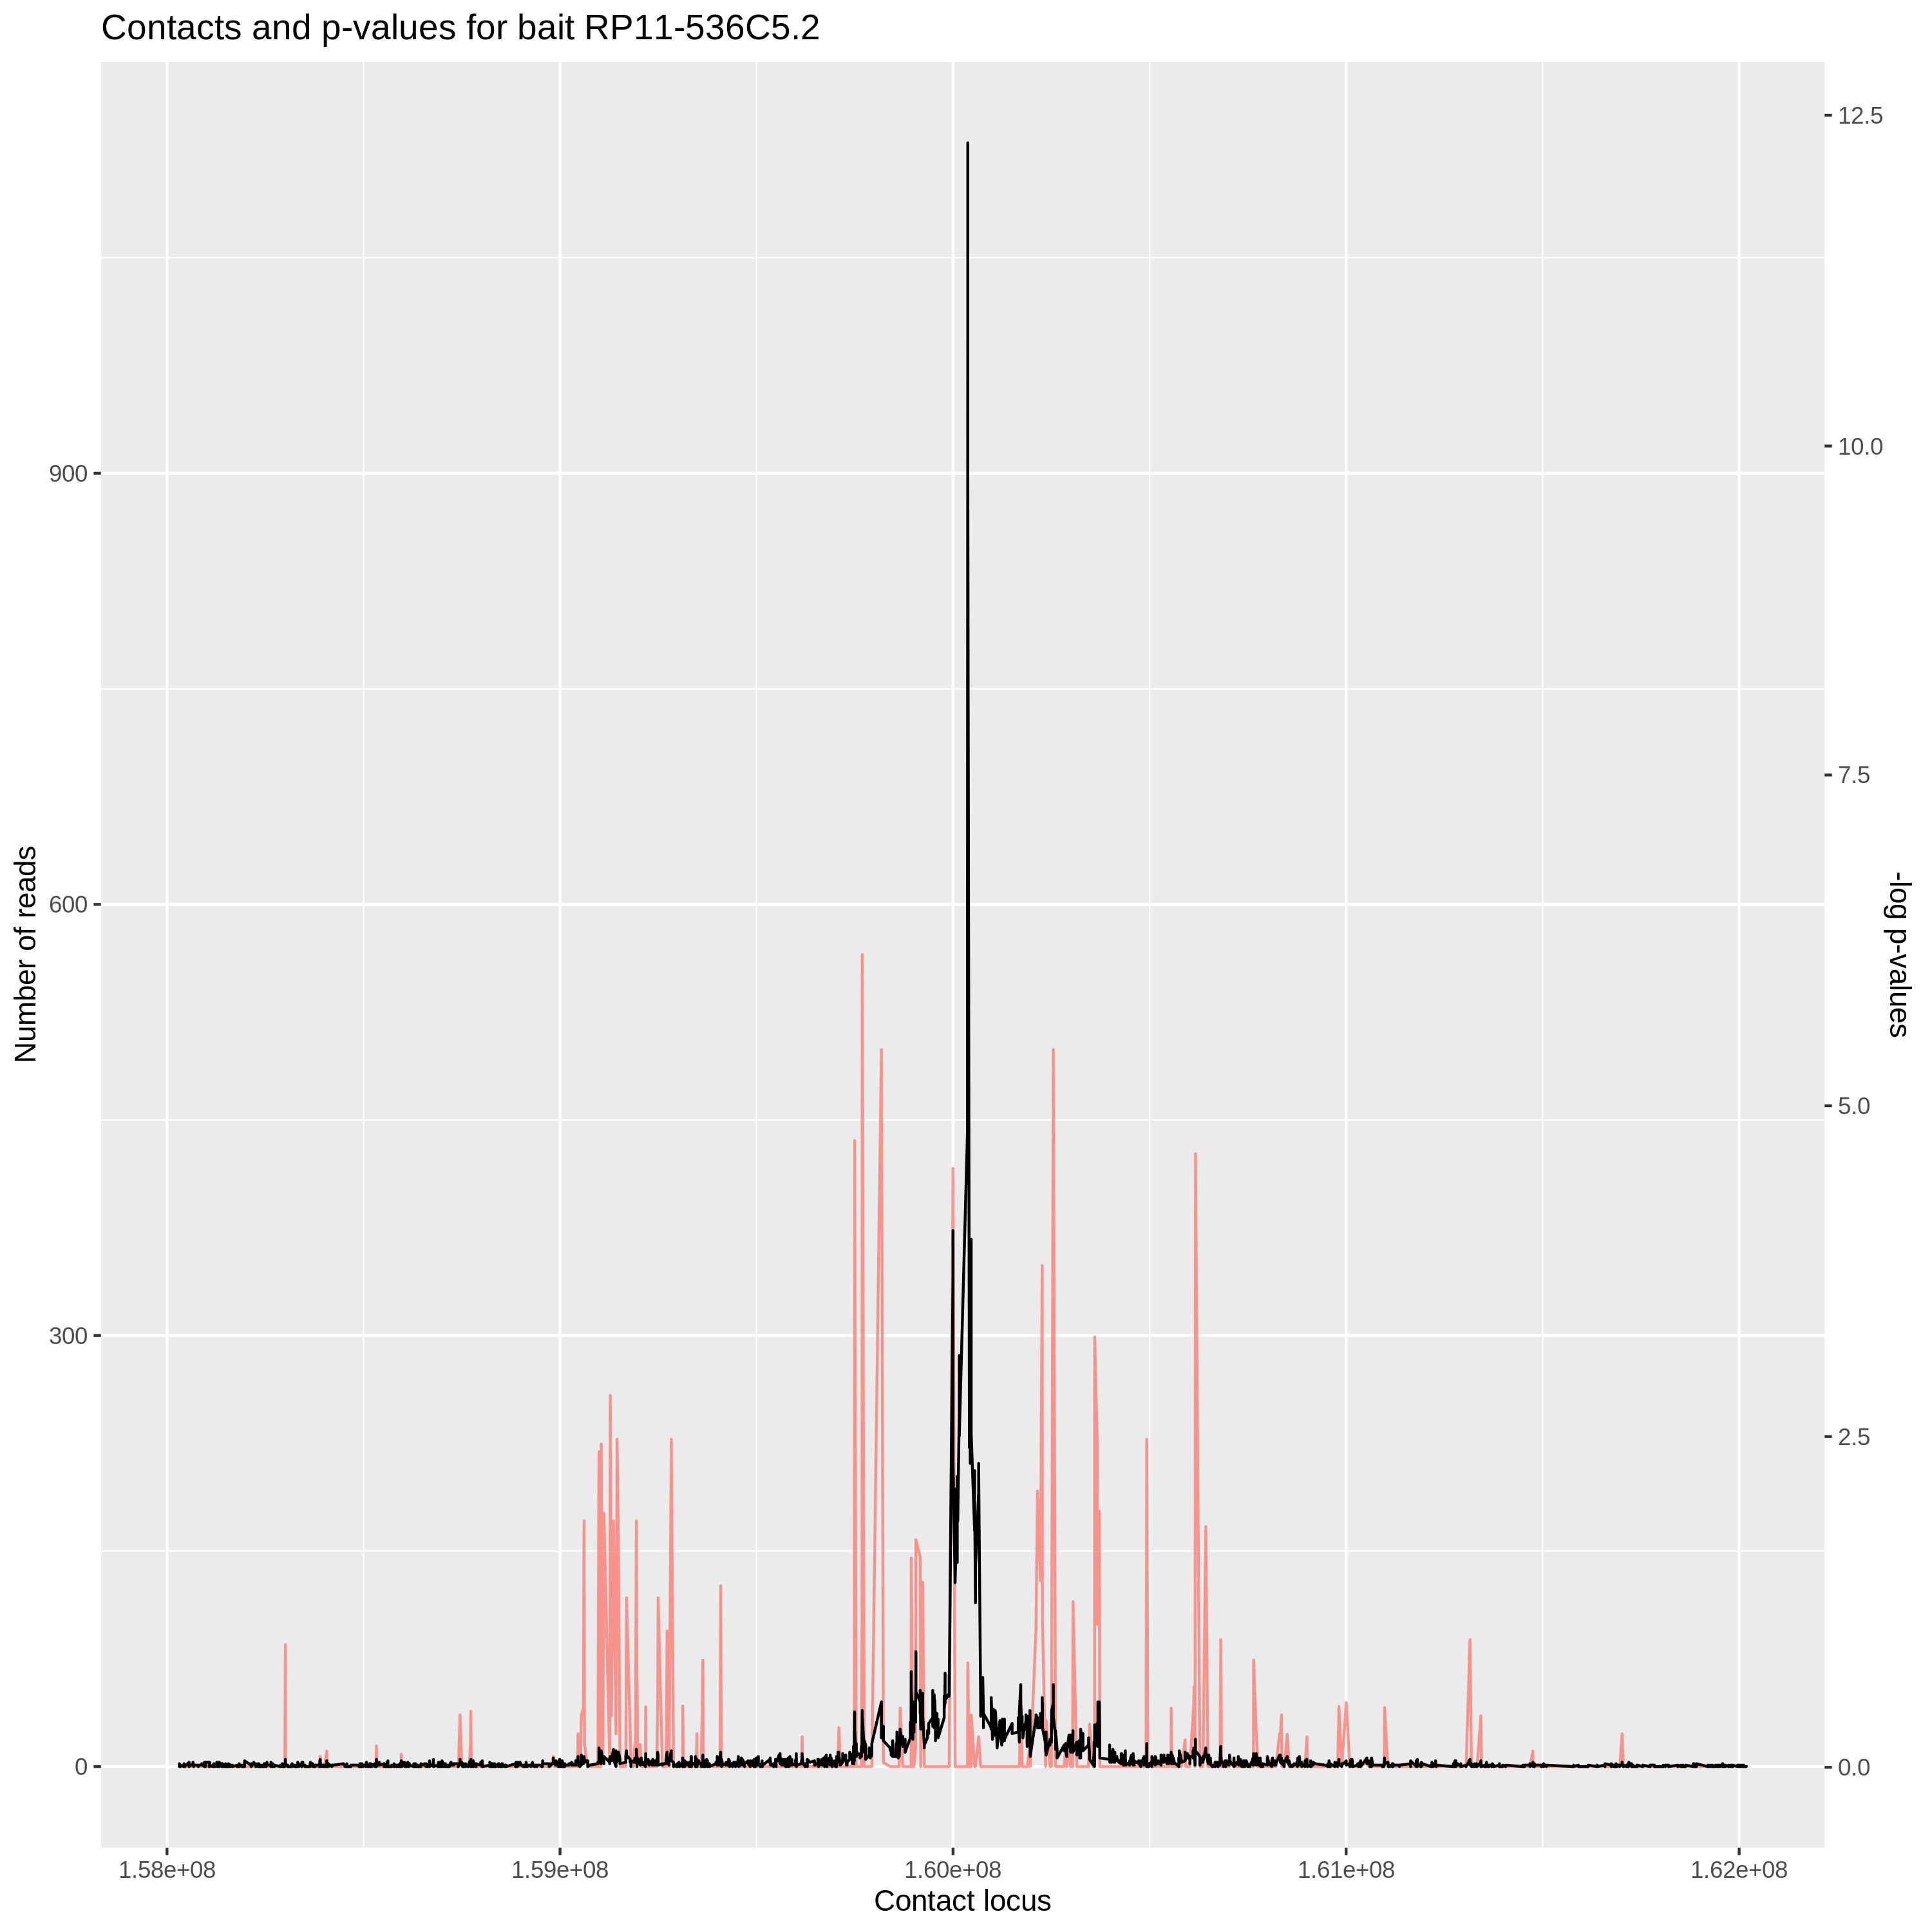 Contacts and p-values for bait RP11-536C5.2
12.5
10.0
900
7.5
600
5.0
300
2.5
0
0.0
Number of reads
-log p-values
1.58e+08
1.59e+08
1.60e+08
1.61e+08
1.62e+08
Contact locus